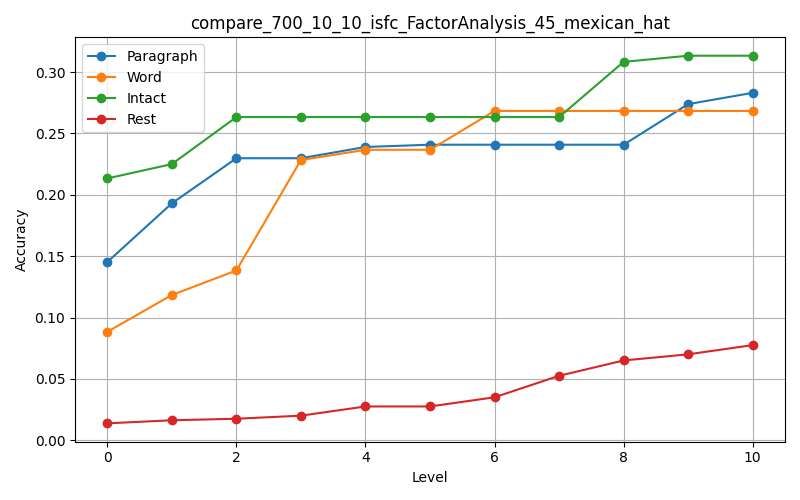 compare_700_10_10_isfc_FactorAnalysis_45_mexican_hat
Paragraph
Word
Intact
Rest
Accuracy
0.30
0.25
0.20
0.15
0.10
0.05
0.00
0 2 4 6 8 10
Level